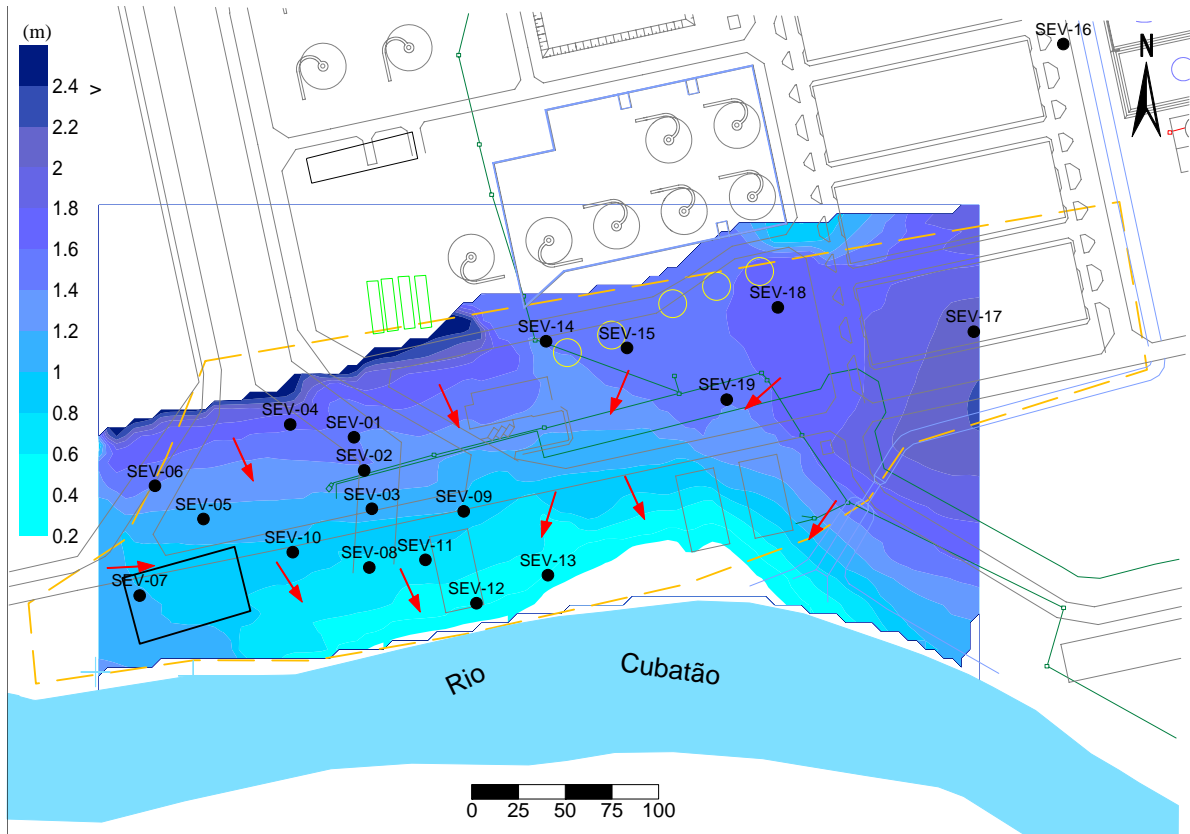 (m)
2.4
2.2
2
1.8
1.6
1.4
1.2
1
0.8
0.6
0.4
0.2
>
SEV-16
N
SEV-18
SEV-17
SEV-14
SEV-15
SEV-19
SEV-04
SEV-01
SEV-02
SEV-06
SEV-03
SEV-09
SEV-05
SEV-10
SEV-08
SEV-11
SEV-13
SEV-07
SEV-12
Rio Cubatão
0 25 50 75 100